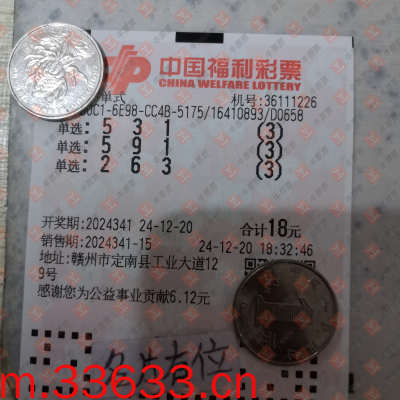 中国福利彩票
CHINA WELFARE LOTTERY
单式 机号:36111226
0C1-6E98-CC4B-5175/16410893/D0658
单选:5 3 1 (3)
单选:5 9 1 (3)
单选:2 6 3 (3)
开奖期:2024341 24-12-20 合计18元
销售期:2024341-15 24-12-20 18:32:46
地址:赣州市定南县工业大道12
9号
感谢您为公益事业贡献6.12元
位
m.33633.cn